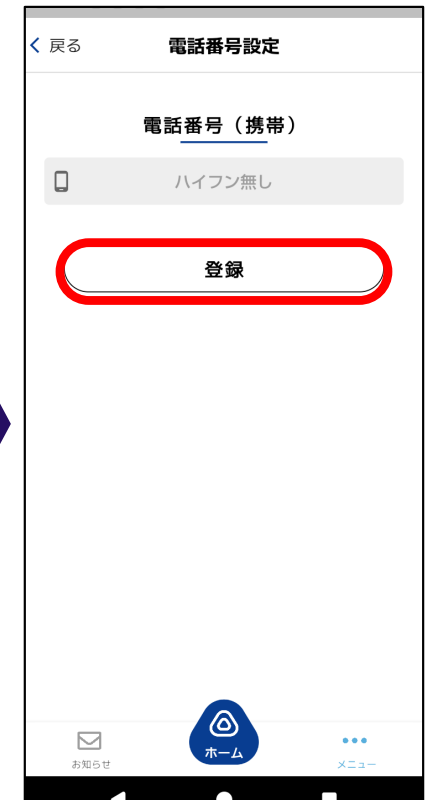 戻る
電話番号設定
電話番号（携帯）
ハイフン無し
登録
お知らせ
ホーム
メニュー